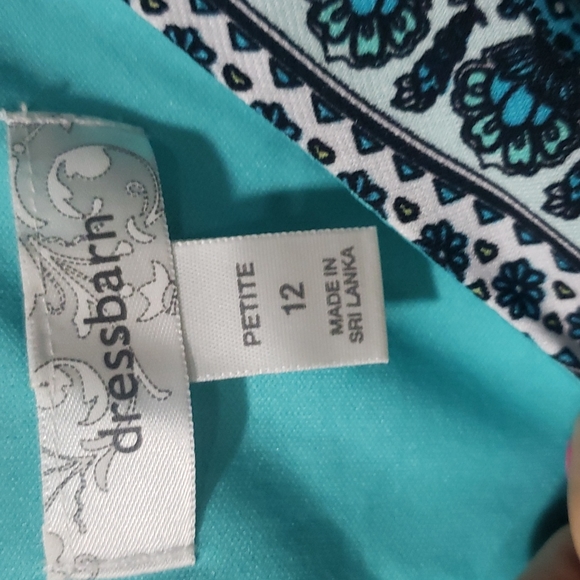 dressbarn
PETITE
12
MADE IN
SRI LANKA